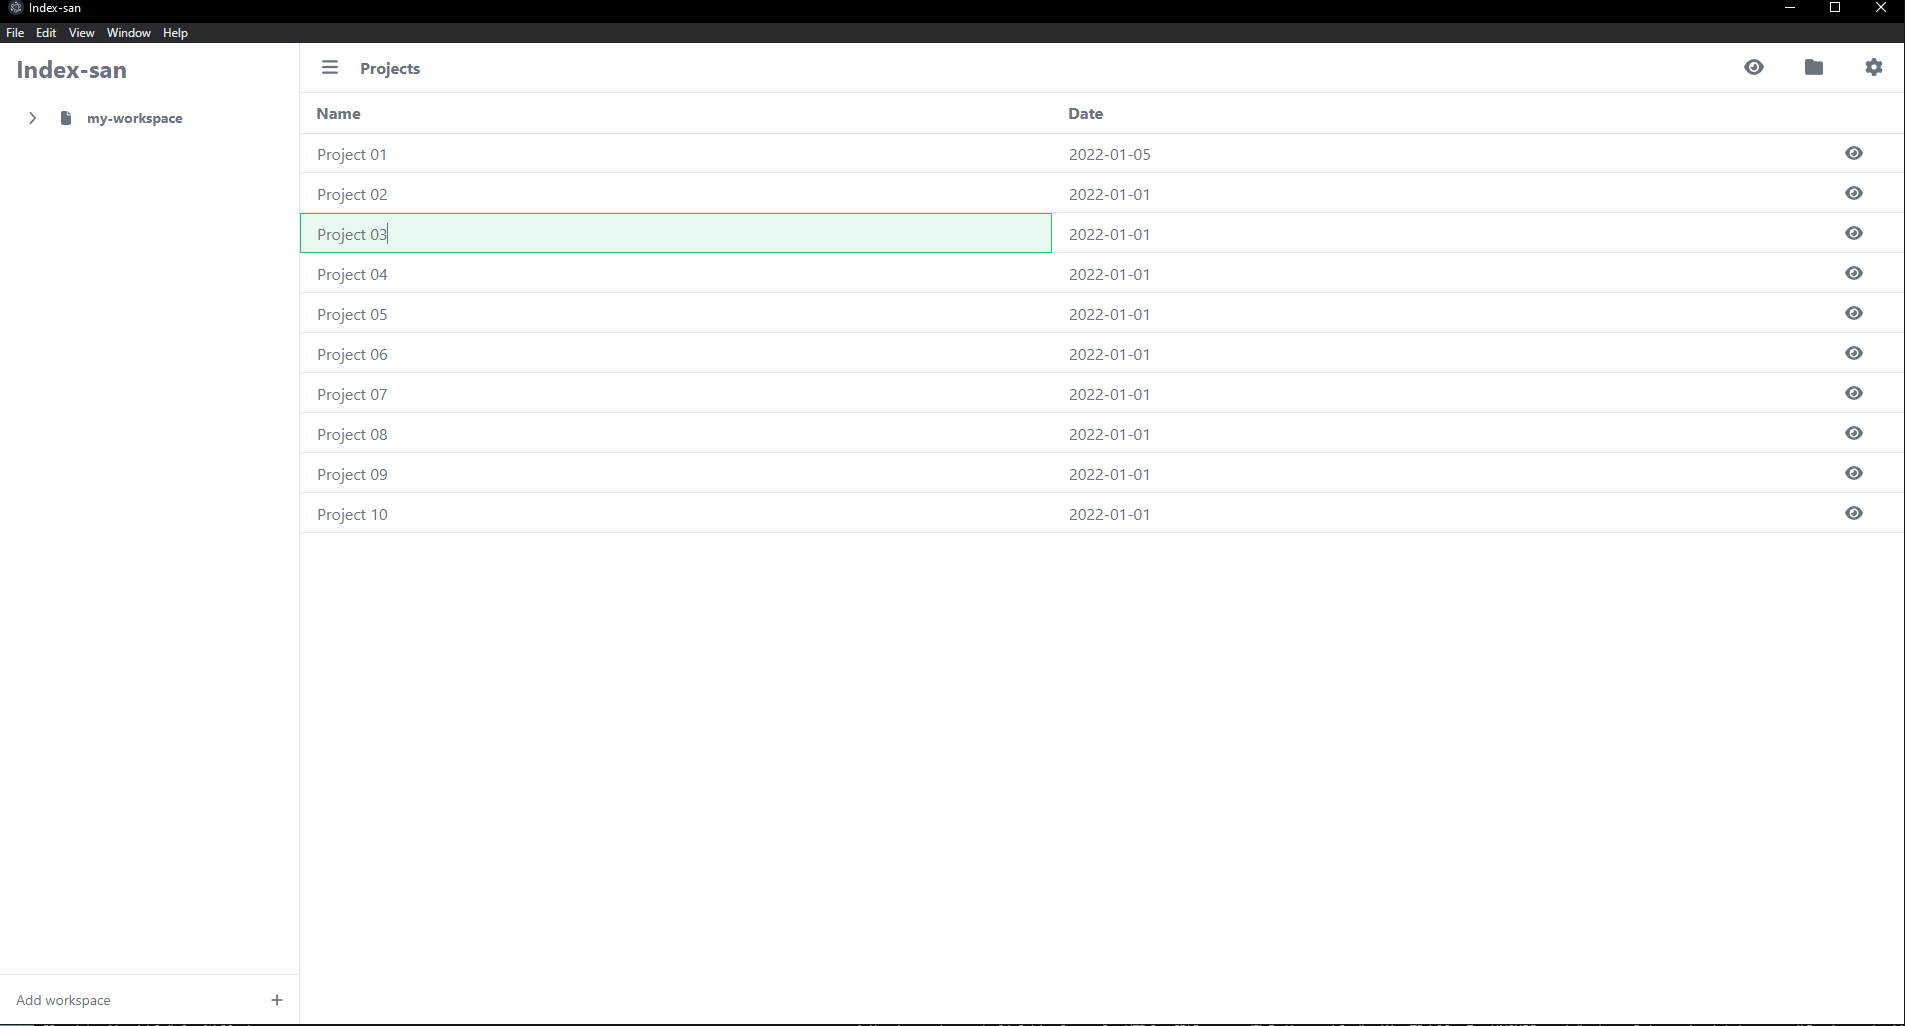 Index-san
File Edit View Window Help
Index-san
my-workspace
Add workspace
Projects
Name Date
Project 01 2022-01-05
Project 02 2022-01-01
Project 03 2022-01-01
Project 04 2022-01-01
Project 05 2022-01-01
Project 06 2022-01-01
Project 07 2022-01-01
Project 08 2022-01-01
Project 09 2022-01-01
Project 10 2022-01-01